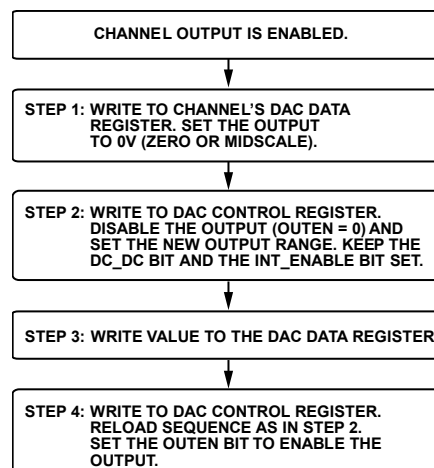 CHANNEL OUTPUT IS ENABLED.
STEP 1: WRITE TO CHANNEL'S DAC DATA
REGISTER. SET THE OUTPUT
TO 0V (ZERO OR MIDSCALE).
STEP 2: WRITE TO DAC CONTROL REGISTER.
DISABLE THE OUTPUT (OUTEN = 0) AND
SET THE NEW OUTPUT RANGE. KEEP THE
DC_DC BIT AND THE INT_ENABLE BIT SET.
STEP 3: WRITE VALUE TO THE DAC DATA REGISTER
STEP 4: WRITE TO DAC CONTROL REGISTER.
RELOAD SEQUENCE AS IN STEP 2.
SET THE OUTEN BIT TO ENABLE THE
OUTPUT.